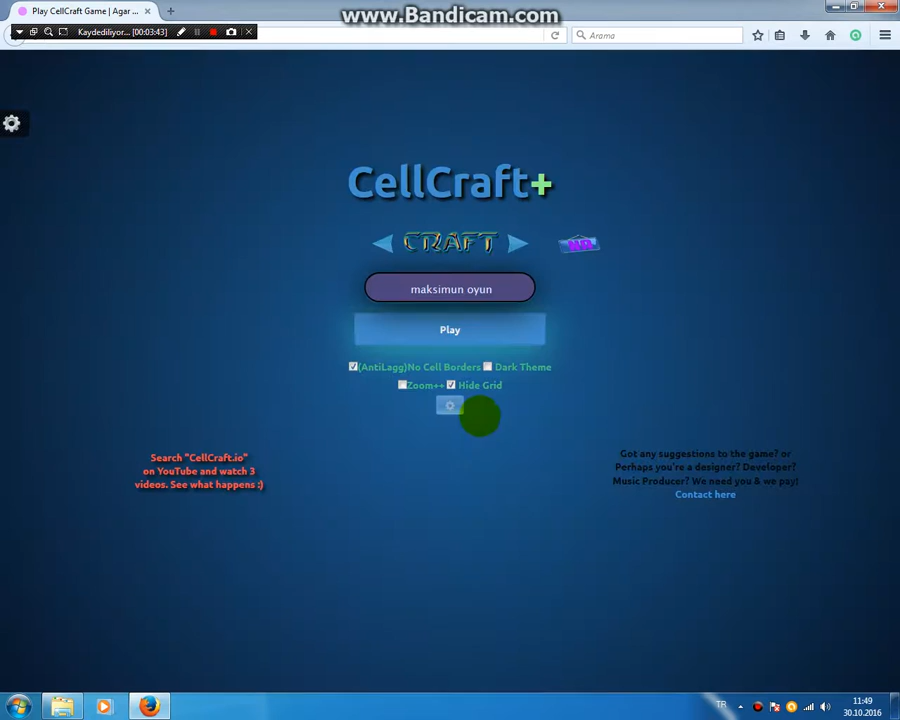 www.Bandicam.com
Play CellCraft Game | Agar ...
Kaydediliyor... [00:03:43]
Arama
CellCraft+
CRAFT
maksimun oyun
Play
(AntiLagg)No Cell Borders Dark Theme
Zoom++ Hide Grid
Search "CellCraft.io"
on YouTube and watch 3
videos. See what happens :)
Got any suggestions to the game? or
Perhaps you're a designer? Developer?
Music Producer? We need you & we pay!
Contact here
TR
11:49
30.10.2016